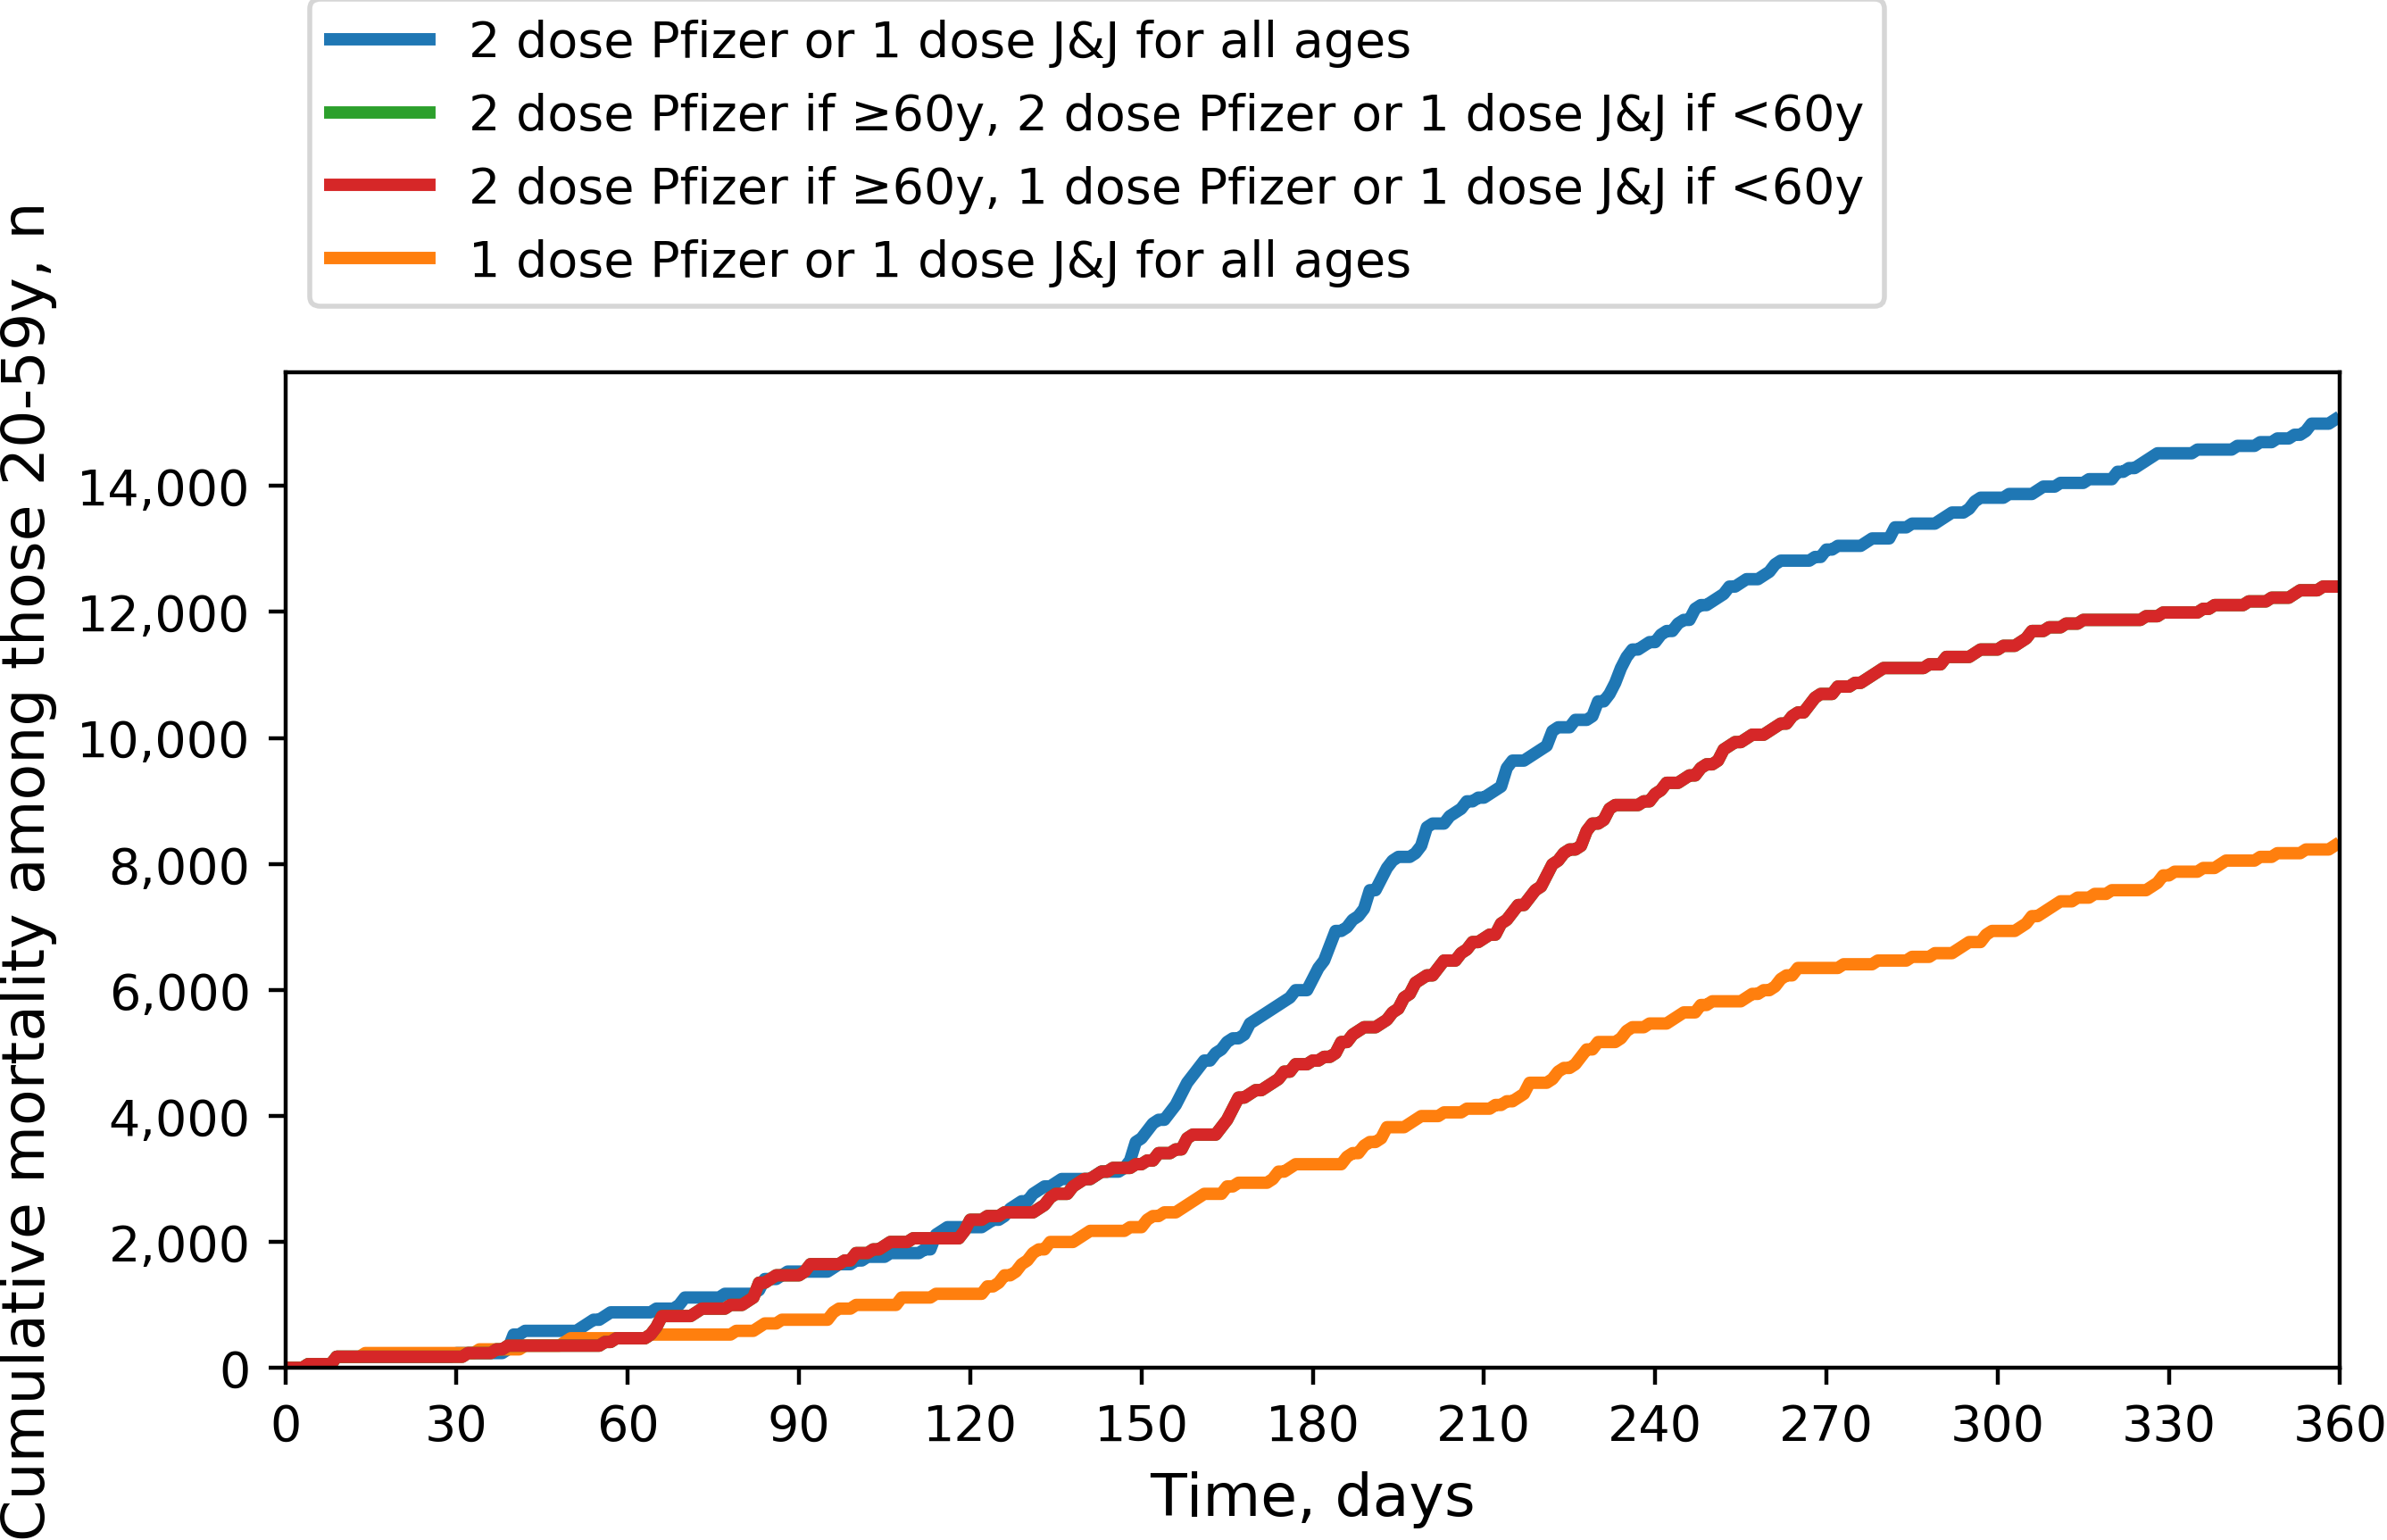 2 dose Pfizer or 1 dose J&J for all ages
2 dose Pfizer if ≥60y, 2 dose Pfizer or 1 dose J&J if <60y
2 dose Pfizer if ≥60y, 1 dose Pfizer or 1 dose J&J if <60y
1 dose Pfizer or 1 dose J&J for all ages
Cumulative mortality among those 20-59y, n
14,000
12,000
10,000
8,000
6,000
4,000
2,000
0
0 30 60 90 120 150 180 210 240 270 300 330 360
Time, days